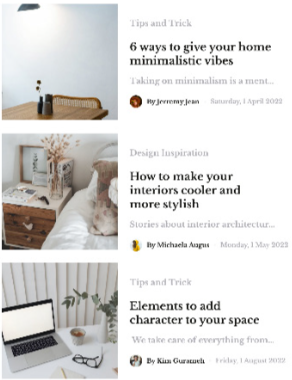 Tips and Trick
6 ways to give your home
minimalistic vibes
Taking on minimalism is a ment...
By Jerremy Jean Saturday, 1 April 2022
Design Inspiration
How to make your
interiors cooler and
more stylish
Stories about interior architectur...
By Michaela Augus Monday, 1 May 2022
Tips and Trick
Elements to add
character to your space
We take care of everything from...
By Kim Gurameh Friday, 1 August 2022